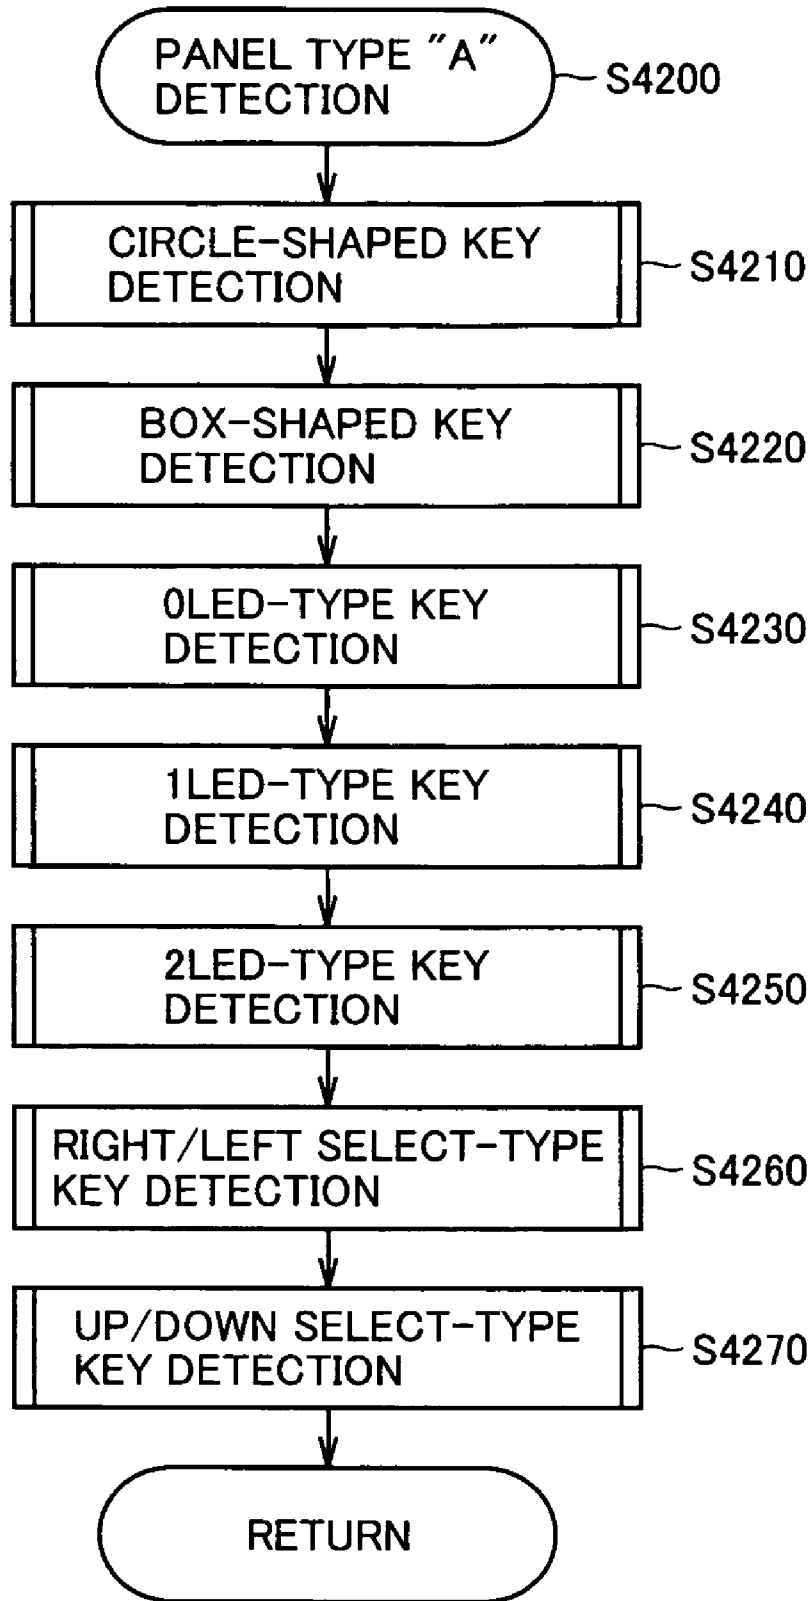 PANEL TYPE "A"
DETECTION
S4200
CIRCLE-SHAPED KEY
DETECTION
S4210
BOX-SHAPED KEY
DETECTION
S4220
0LED-TYPE KEY
DETECTION
S4230
1LED-TYPE KEY
DETECTION
S4240
2LED-TYPE KEY
DETECTION
S4250
RIGHT/LEFT SELECT-TYPE
KEY DETECTION
S4260
UP/DOWN SELECT-TYPE
KEY DETECTION
S4270
RETURN